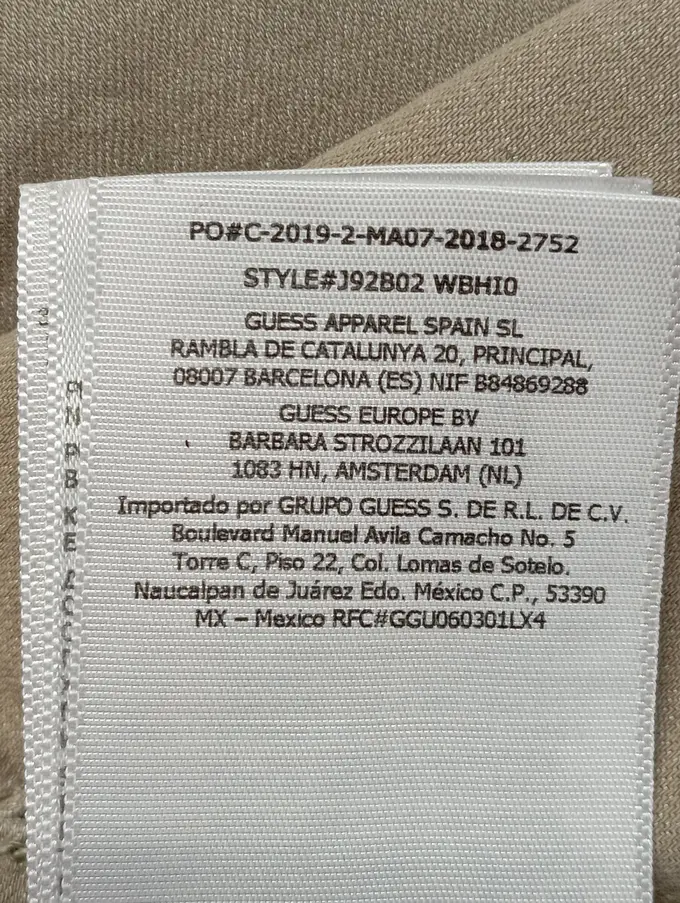 PO#C-2019-2-MA07-2018-2752
STYLE#J92B02 WBHI0
GUESS APPAREL SPAIN SL
RAMBLA DE CATALUNYA 20, PRINCIPAL,
08007 BARCELONA (ES) NIF B84869288
GUESS EUROPE BV
BARBARA STROZZILAAN 101
1083 HN, AMSTERDAM (NL)
Importado por GRUPO GUESS S. DE R.L. DE C.V.
Boulevard Manuel Avila Camacho No. 5
Torre C, Piso 22, Col. Lomas de Sotelo.
Naucalpan de Juárez Edo. México C.P., 53390
MX – Mexico RFC#GGU060301LX4